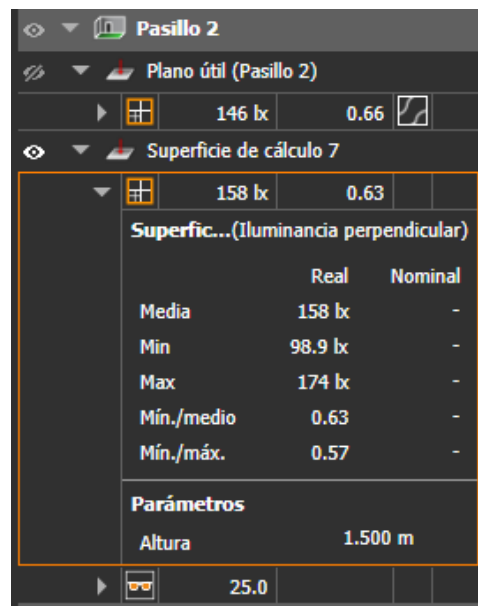 Pasillo 2
Plano útil (Pasillo 2)
146 lx 0.66
Superficie de cálculo 7
158 lx 0.63
Superfic...(Iluminancia perpendicular)
Real Nominal
Media 158 lx -
Min 98.9 lx -
Max 174 lx -
Mín./medio 0.63 -
Mín./máx. 0.57 -
Parámetros
Altura 1.500 m
25.0